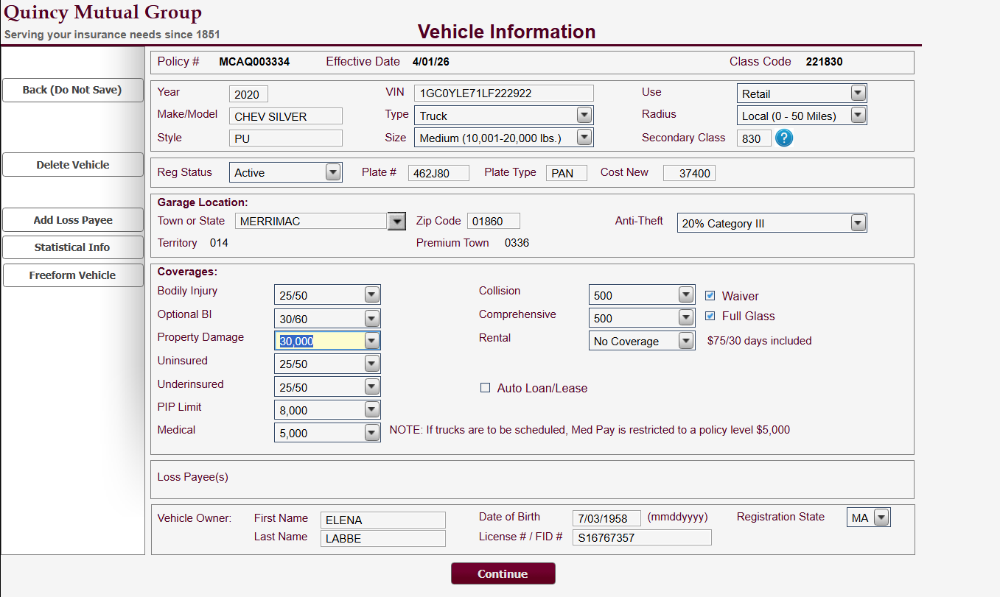 Quincy Mutual Group
Serving your insurance needs since 1851
Vehicle Information
Back (Do Not Save)
Delete Vehicle
Add Loss Payee
Statistical Info
Freeform Vehicle
Policy # MCAQ003334 Effective Date 4/01/26 Class Code 221830
Year 2020 VIN 1GC0YLE71LF222922 Use Retail
Make/Model CHEV SILVER Type Truck Radius Local (0 - 50 Miles)
Style PU Size Medium (10,001-20,000 lbs.) Secondary Class 830 ?
Reg Status Active Plate # 462J80 Plate Type PAN Cost New 37400
Garage Location:
Town or State MERRIMAC Zip Code 01860 Anti-Theft 20% Category III
Territory 014 Premium Town 0336
Coverages:
Bodily Injury 25/50 Collision 500 Waiver
Optional BI 30/60 Comprehensive 500 Full Glass
Property Damage 30,000 Rental No Coverage $75/30 days included
Uninsured 25/50
Underinsured 25/50 Auto Loan/Lease
PIP Limit 8,000
Medical 5,000 NOTE: If trucks are to be scheduled, Med Pay is restricted to a policy level $5,000
Loss Payee(s)
Vehicle Owner: First Name ELENA Date of Birth 7/03/1958 (mmddyyyy) Registration State MA
Last Name LABBE License # / FID # S16767357
Continue